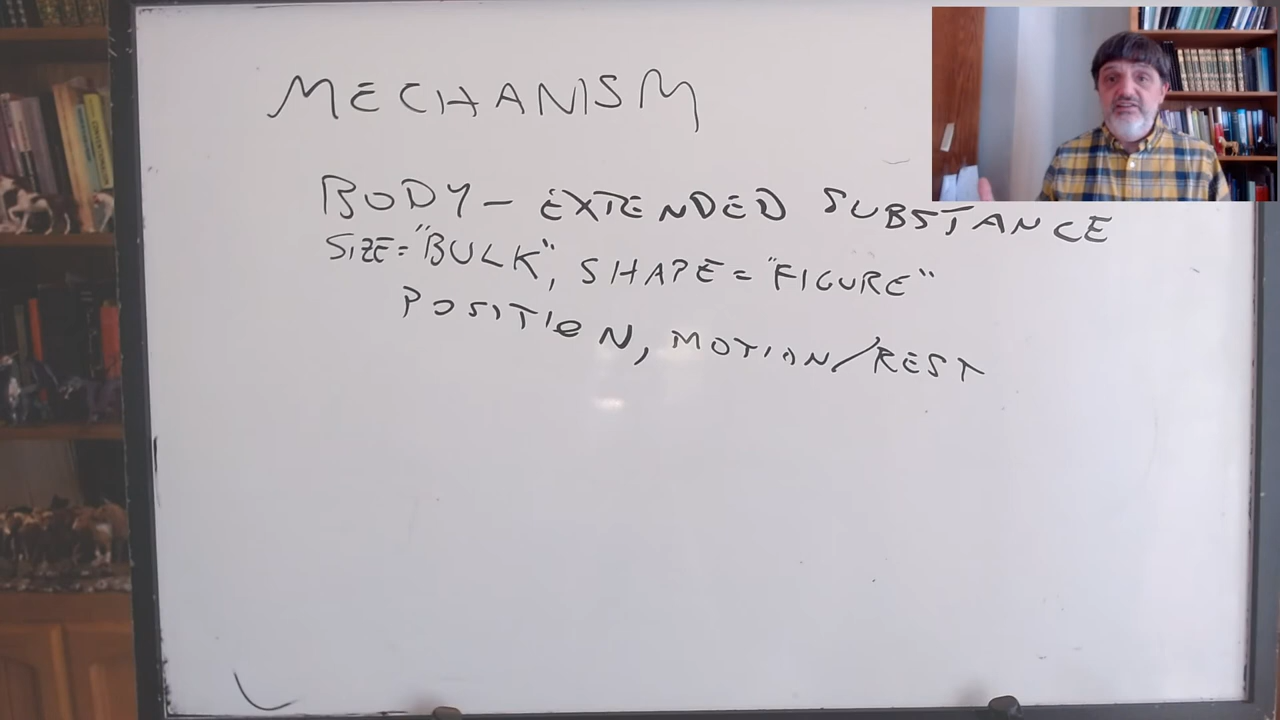 MECHANISM
BODY - EXTENDED SUBSTANCE
SIZE = "BULK", SHAPE = "FIGURE"
POSITION, MOTION/REST